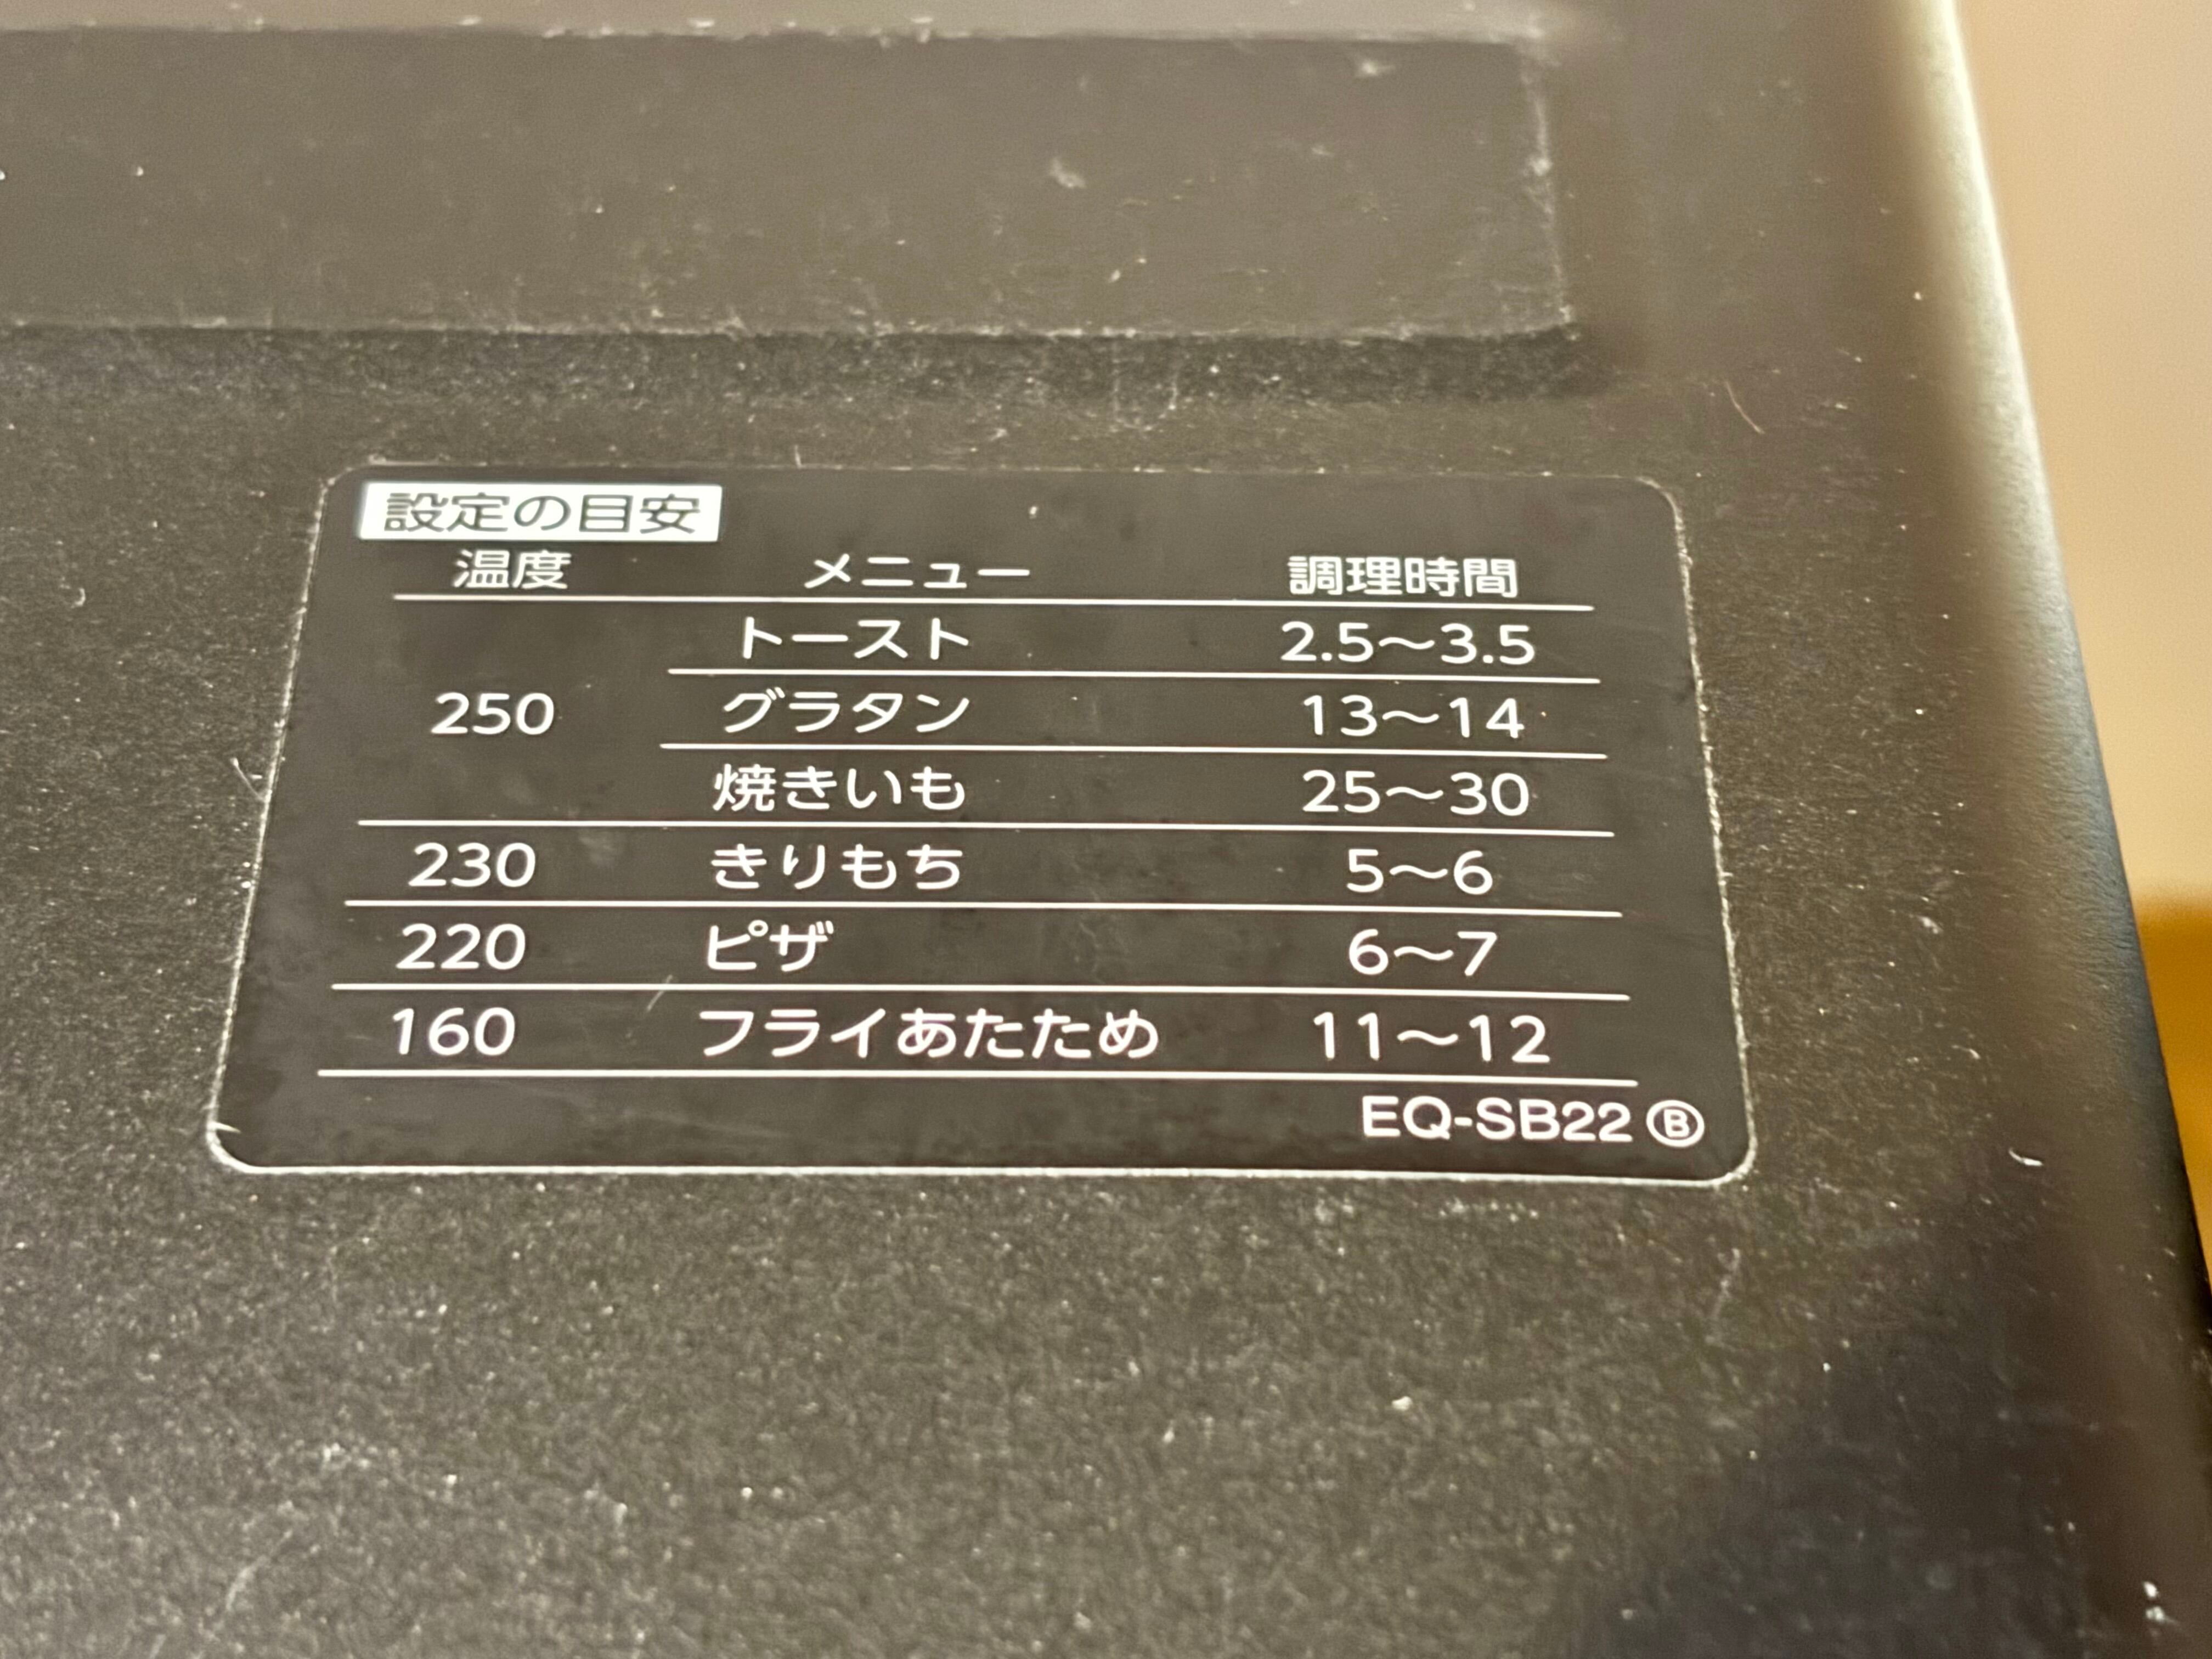 設定の目安
温度 メニュー 調理時間
トースト 2.5〜3.5
250 グラタン 13〜14
焼きいも 25〜30
230 きりもち 5〜6
220 ピザ 6〜7
160 フライあたため 11〜12
EQ-SB22 Ⓑ